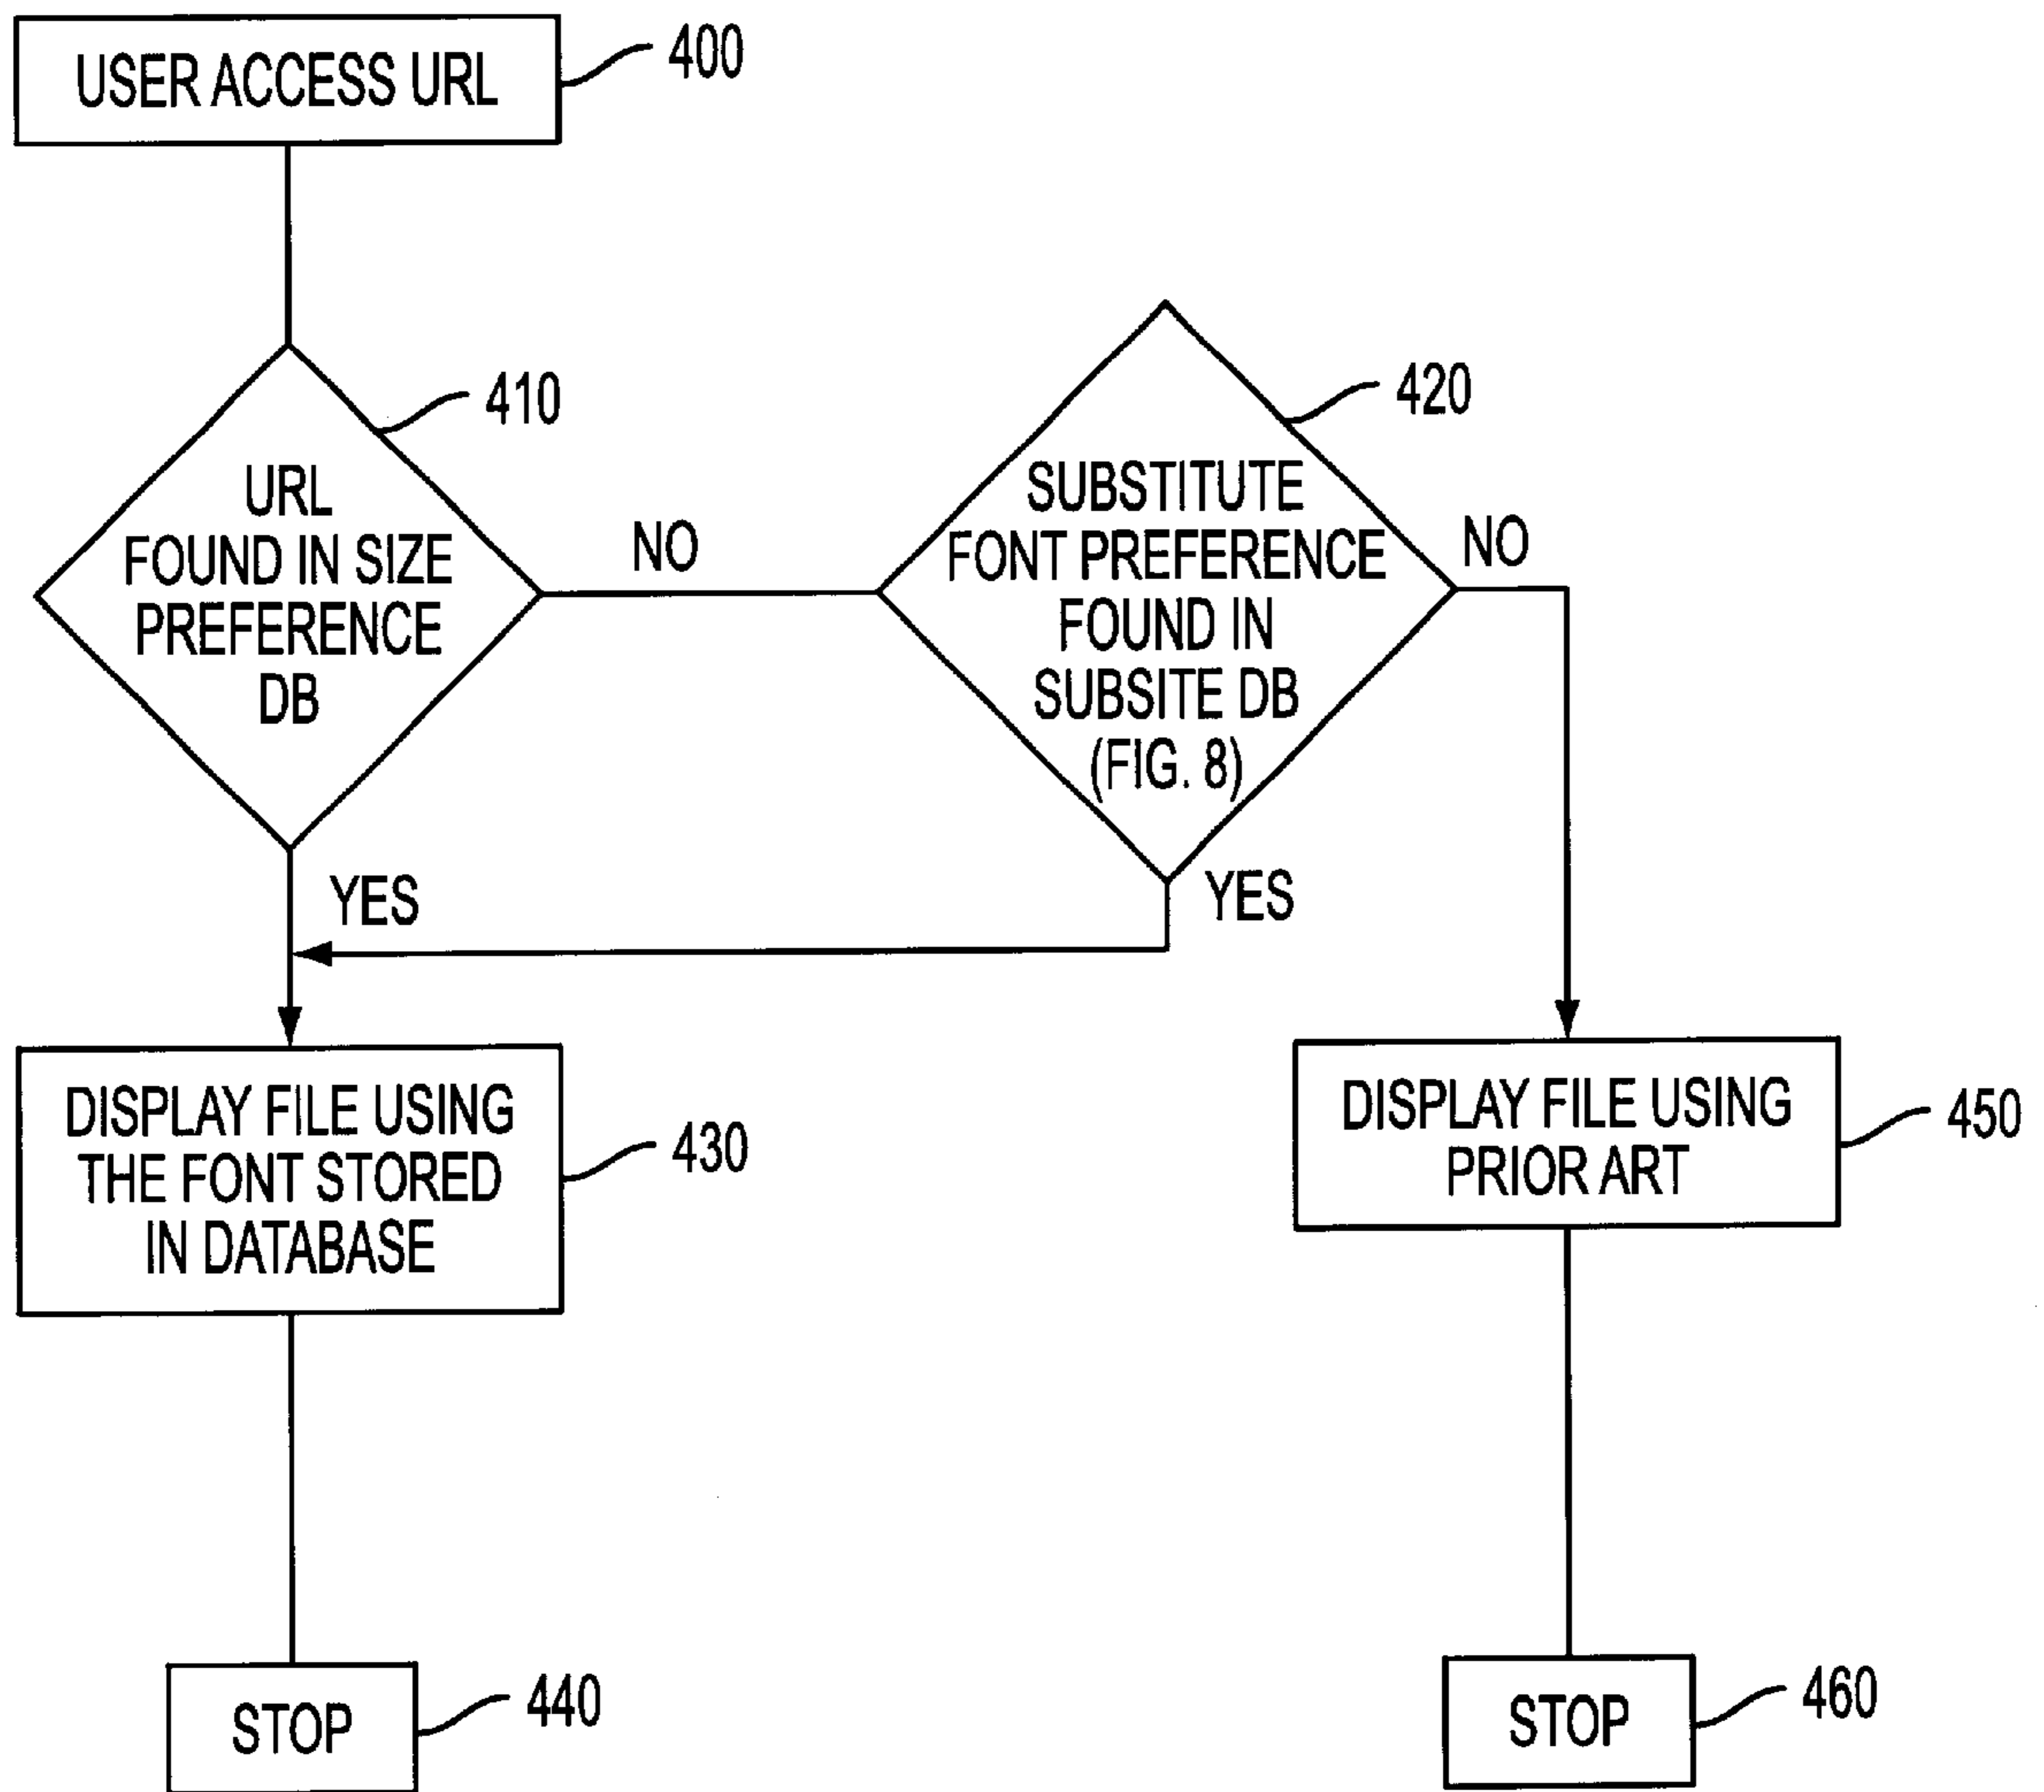 USER ACCESS URL
400
410
URL
FOUND IN SIZE
PREFERENCE
DB
NO
420
SUBSTITUTE
FONT PREFERENCE
FOUND IN
SUBSITE DB
(FIG. 8)
NO
YES
YES
DISPLAY FILE USING
THE FONT STORED
IN DATABASE
430
DISPLAY FILE USING
PRIOR ART
450
STOP
440
STOP
460